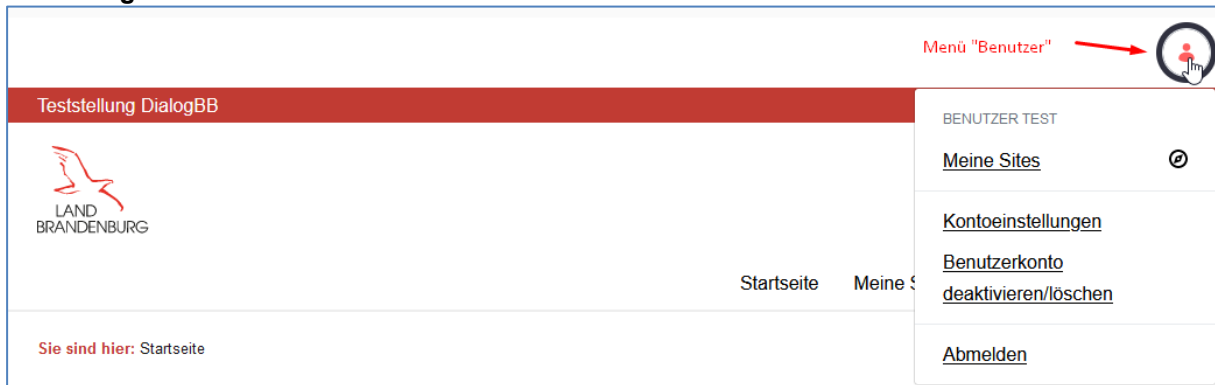 Menü "Benutzer"
Teststellung DialogBB
BENUTZER TEST
Meine Sites
LAND
BRANDENBURG
Kontoeinstellungen
Benutzerkonto
deaktivieren/löschen
Startseite Meine S
Sie sind hier: Startseite
Abmelden